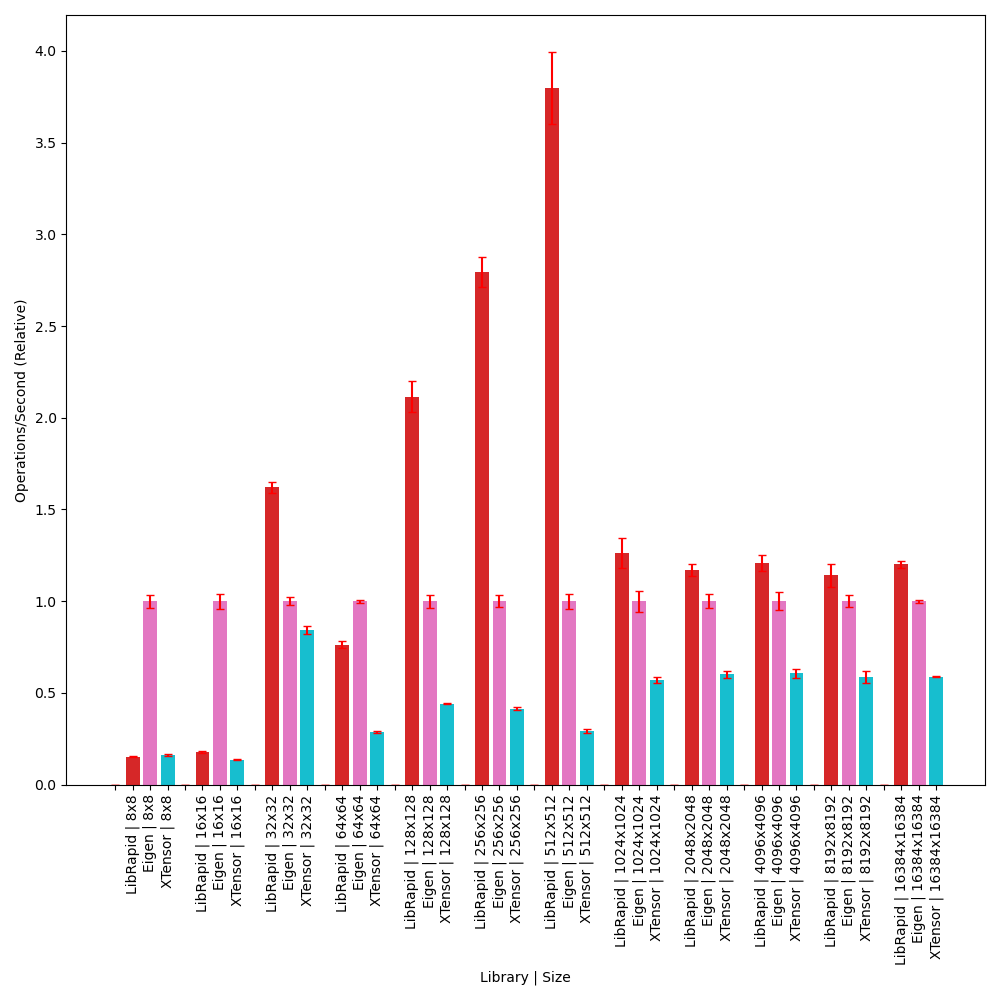 4.0
3.5
3.0
2.5
2.0
1.5
1.0
0.5
0.0
Operations/Second (Relative)
LibRapid | 8x8
Eigen | 8x8
XTensor | 8x8
LibRapid | 16x16
Eigen | 16x16
XTensor | 16x16
LibRapid | 32x32
Eigen | 32x32
XTensor | 32x32
LibRapid | 64x64
Eigen | 64x64
XTensor | 64x64
LibRapid | 128x128
Eigen | 128x128
XTensor | 128x128
LibRapid | 256x256
Eigen | 256x256
XTensor | 256x256
LibRapid | 512x512
Eigen | 512x512
XTensor | 512x512
LibRapid | 1024x1024
Eigen | 1024x1024
XTensor | 1024x1024
LibRapid | 2048x2048
Eigen | 2048x2048
XTensor | 2048x2048
LibRapid | 4096x4096
Eigen | 4096x4096
XTensor | 4096x4096
LibRapid | 8192x8192
Eigen | 8192x8192
XTensor | 8192x8192
LibRapid | 16384x16384
Eigen | 16384x16384
XTensor | 16384x16384
Library | Size